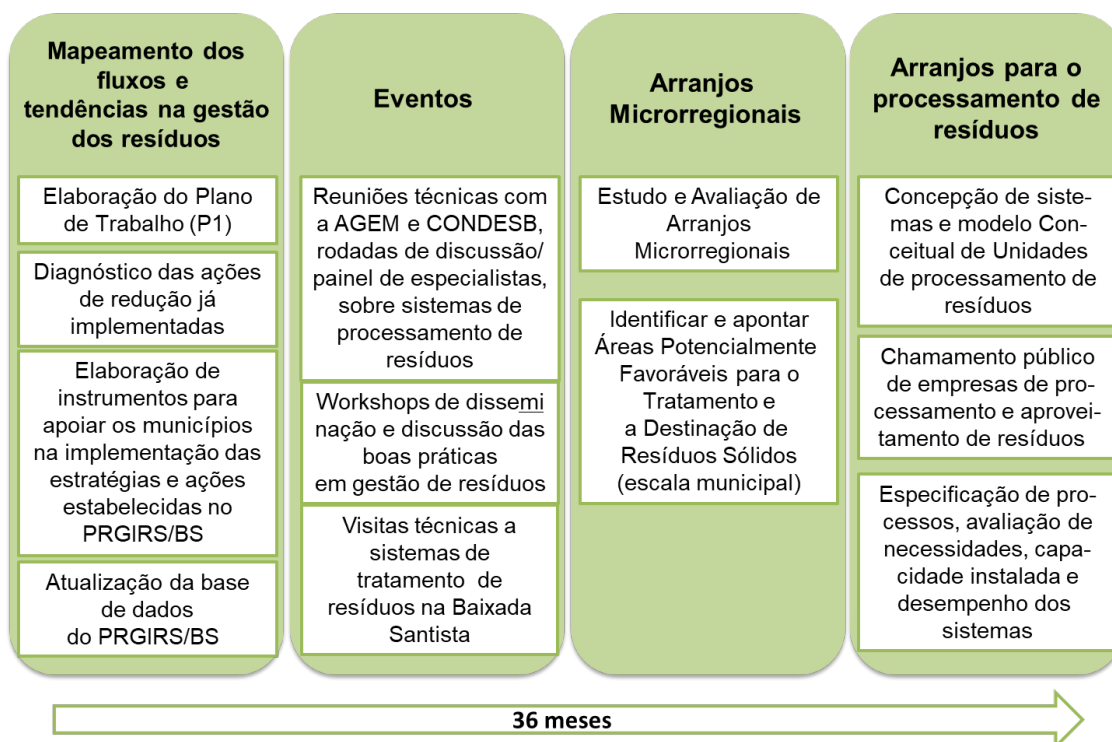 Mapeamento dos
fluxos e
tendências na gestão
dos resíduos
Elaboração do Plano
de Trabalho (P1)
Diagnóstico das ações
de redução já
implementadas
Elaboração de
instrumentos para
apoiar os municípios
na implementação das
estratégias e ações
estabelecidas no
PRGIRS/BS
Atualização da base
de dados
do PRGIRS/BS
Eventos
Reuniões técnicas com
a AGEM e CONDESB,
rodadas de discussão/
painel de especialistas,
sobre sistemas de
processamento de
resíduos
Workshops de dissemi
nação e discussão das
boas práticas
em gestão de resíduos
Visitas técnicas a
sistemas de
tratamento de
resíduos na Baixada
Santista
Arranjos
Microrregionais
Estudo e Avaliação de
Arranjos
Microrregionais
Identificar e apontar
Áreas Potencialmente
Favoráveis para o
Tratamento e
a Destinação de
Resíduos Sólidos
(escala municipal)
Arranjos para o
processamento de
resíduos
Concepção de siste-
mas e modelo Con-
ceitual de Unidades
de processamento de
resíduos
Chamamento público
de empresas de pro-
cessamento e aprovei-
tamento de resíduos
Especificação de pro-
cessos, avaliação de
necessidades, capa-
cidade instalada e
desempenho dos
sistemas
36 meses